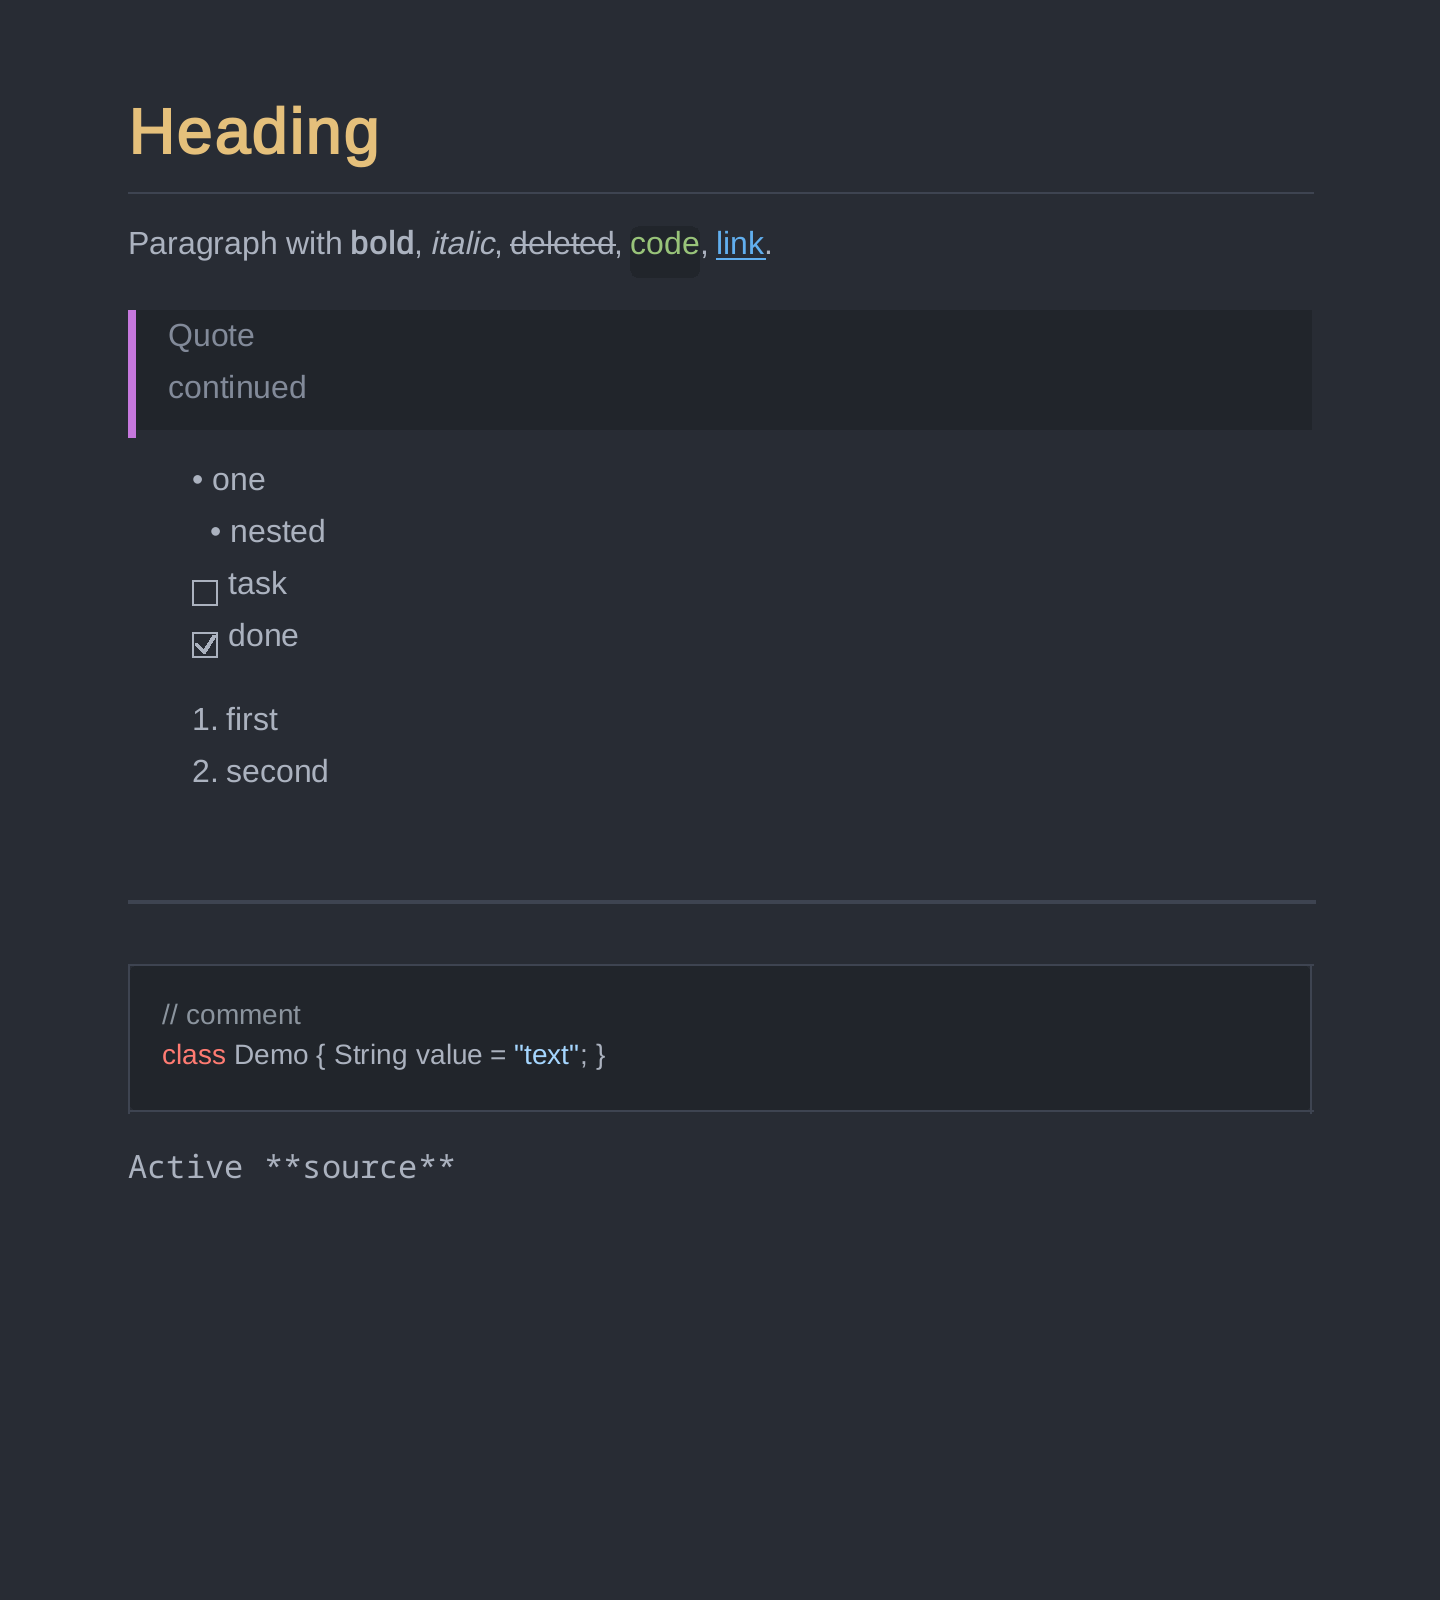 Heading
Paragraph with bold, italic, deleted, code, link.
Quote
continued
• one
• nested
☐ task
☑ done
1. first
2. second
// comment
class Demo { String value = "text"; }
Active **source**